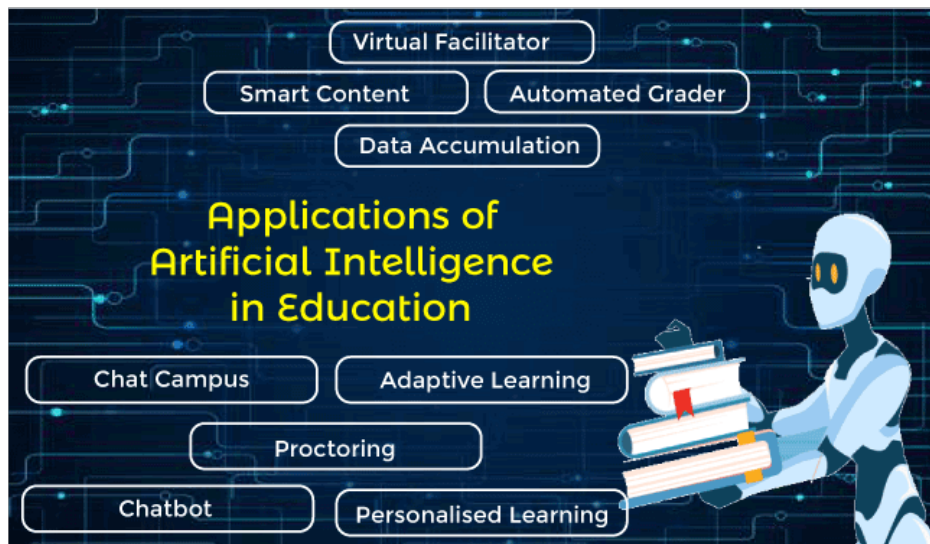 Virtual Facilitator
Smart Content
Automated Grader
Data Accumulation
Applications of
Artificial Intelligence
in Education
Chat Campus
Adaptive Learning
Proctoring
Chatbot
Personalised Learning